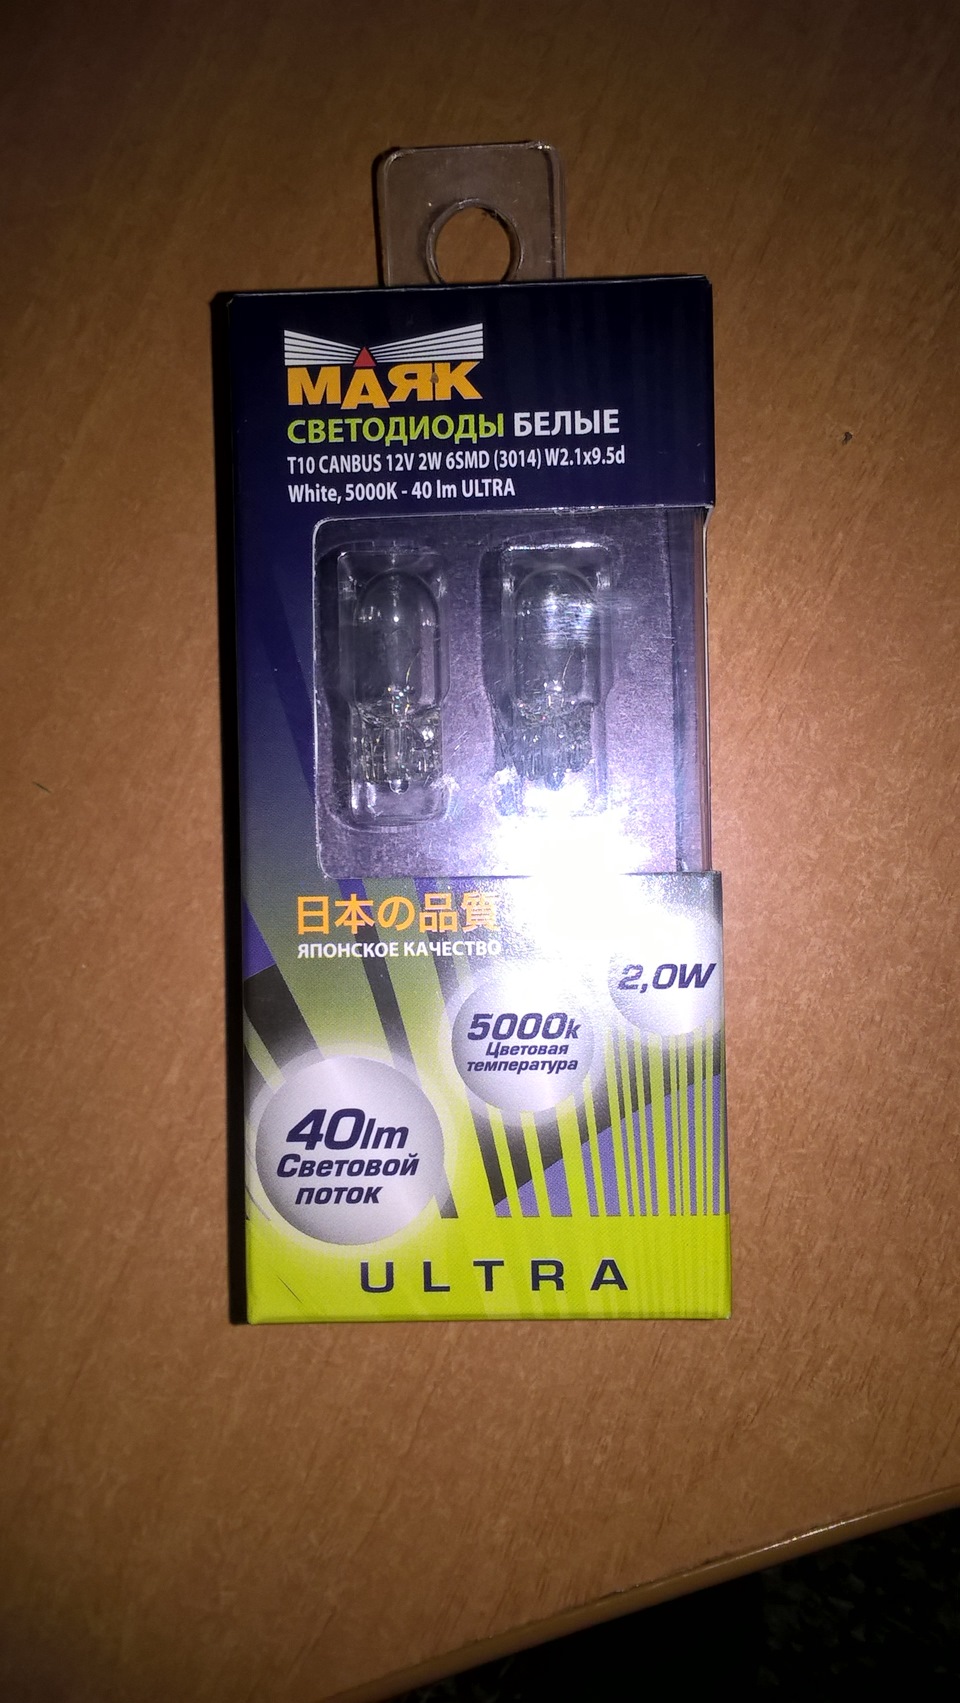 МАЯК
СВЕТОДИОДЫ БЕЛЫЕ
T10 CANBUS 12V 2W 6SMD (3014) W2.1x9.5d
White, 5000K - 40 lm ULTRA
日本の品質
ЯПОНСКОЕ КАЧЕСТВО
2,0W
5000k
Цветовая
температура
40lm
Световой
поток
ULTRA